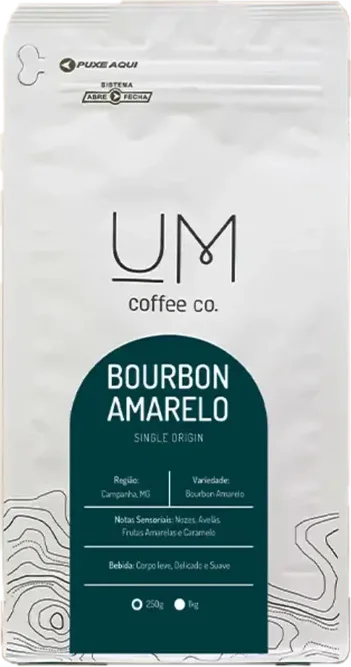 PUXE AQUI
SISTEMA
ABRE FECHA
UM
coffee co.
BOURBON
AMARELO
SINGLE ORIGIN
Região:
Campanha, MG
Variedade:
Bourbon Amarelo
Notas Sensoriais: Nozes, Avelãs,
Frutas Amarelas e Caramelo
Bebida: Corpo leve, Delicado e Suave
250g 1kg